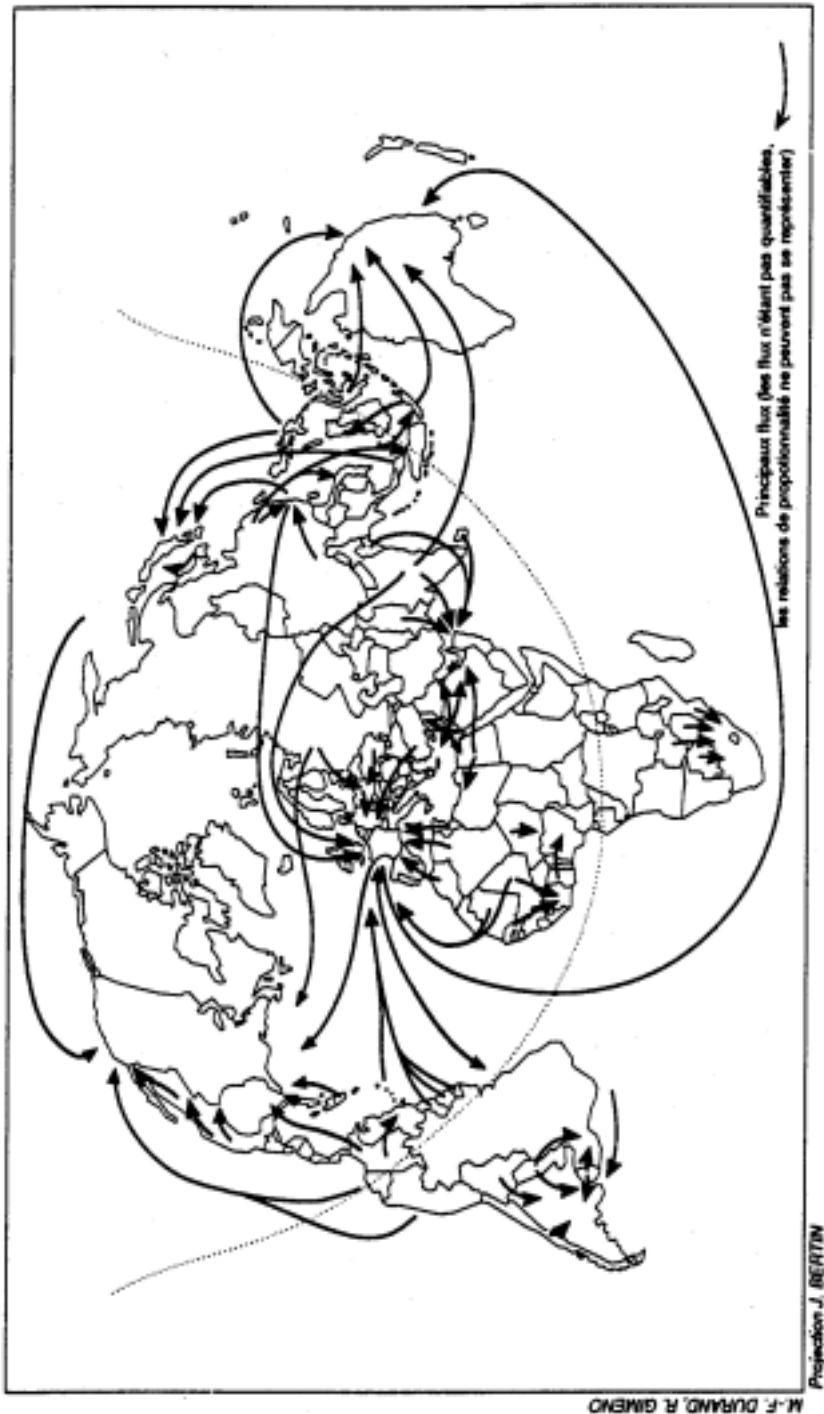 Principaux flux (les flux n'étant pas quantifiables,
les relations de propotionnalité ne peuvent pas se représenter)
Projection J. BERTIN
M.-F. DURAND, R. GIMENO